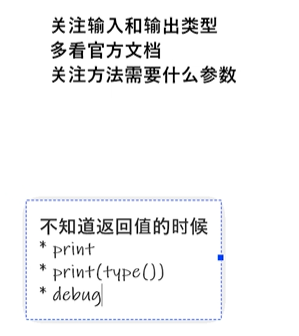 关注输入和输出类型
多看官方文档
关注方法需要什么参数
不知道返回值的时候
* print
* print(type())
* debug